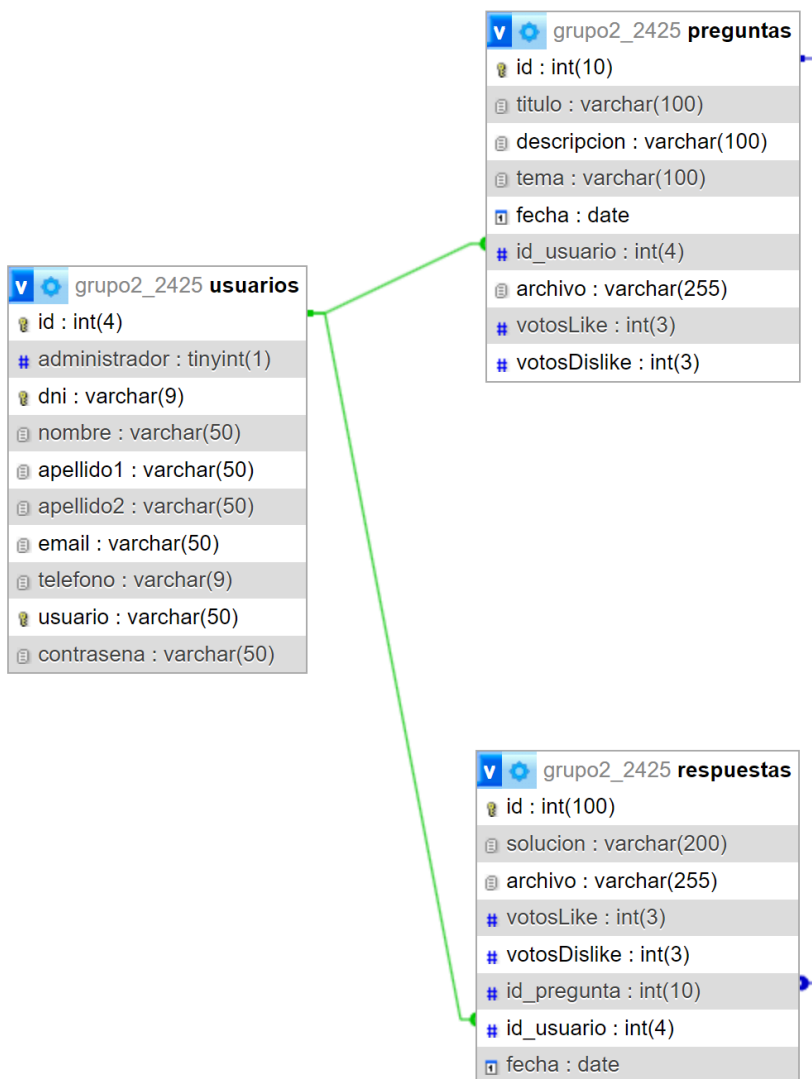 v grupo2_2425 preguntas
id : int(10)
titulo : varchar(100)
descripcion : varchar(100)
tema : varchar(100)
fecha : date
# id_usuario : int(4)
archivo : varchar(255)
# votosLike : int(3)
# votosDislike : int(3)
v grupo2_2425 usuarios
id : int(4)
# administrador : tinyint(1)
dni : varchar(9)
nombre : varchar(50)
apellido1 : varchar(50)
apellido2 : varchar(50)
email : varchar(50)
telefono : varchar(9)
usuario : varchar(50)
contrasena : varchar(50)
v grupo2_2425 respuestas
id : int(100)
solucion : varchar(200)
archivo : varchar(255)
# votosLike : int(3)
# votosDislike : int(3)
# id_pregunta : int(10)
# id_usuario : int(4)
fecha : date